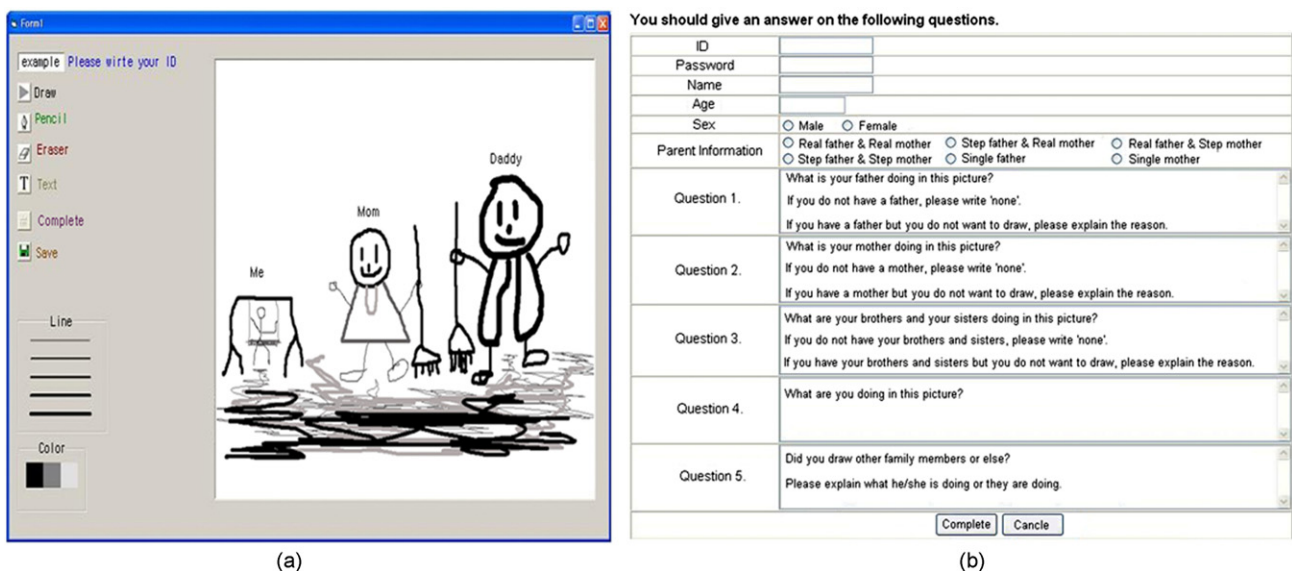 Form1
example Please wirte your ID
Draw
Pencil
Eraser
Text
Complete
Save
Line
Color
Me
Mom
Daddy
(a)
You should give an answer on the following questions.
ID
Password
Name
Age
Sex
Male Female
Parent Information
Real father & Real mother Step father & Real mother Real father & Step mother
Step father & Step mother Single father Single mother
Question 1.
What is your father doing in this picture?
If you do not have a father, please write 'none'.
If you have a father but you do not want to draw, please explain the reason.
Question 2.
What is your mother doing in this picture?
If you do not have a mother, please write 'none'.
If you have a mother but you do not want to draw, please explain the reason.
Question 3.
What are your brothers and your sisters doing in this picture?
If you do not have your brothers and sisters, please write 'none'.
If you have your brothers and sisters but you do not want to draw, please explain the reason.
Question 4.
What are you doing in this picture?
Question 5.
Did you draw other family members or else?
Please explain what he/she is doing or they are doing.
Complete Cancle
(b)